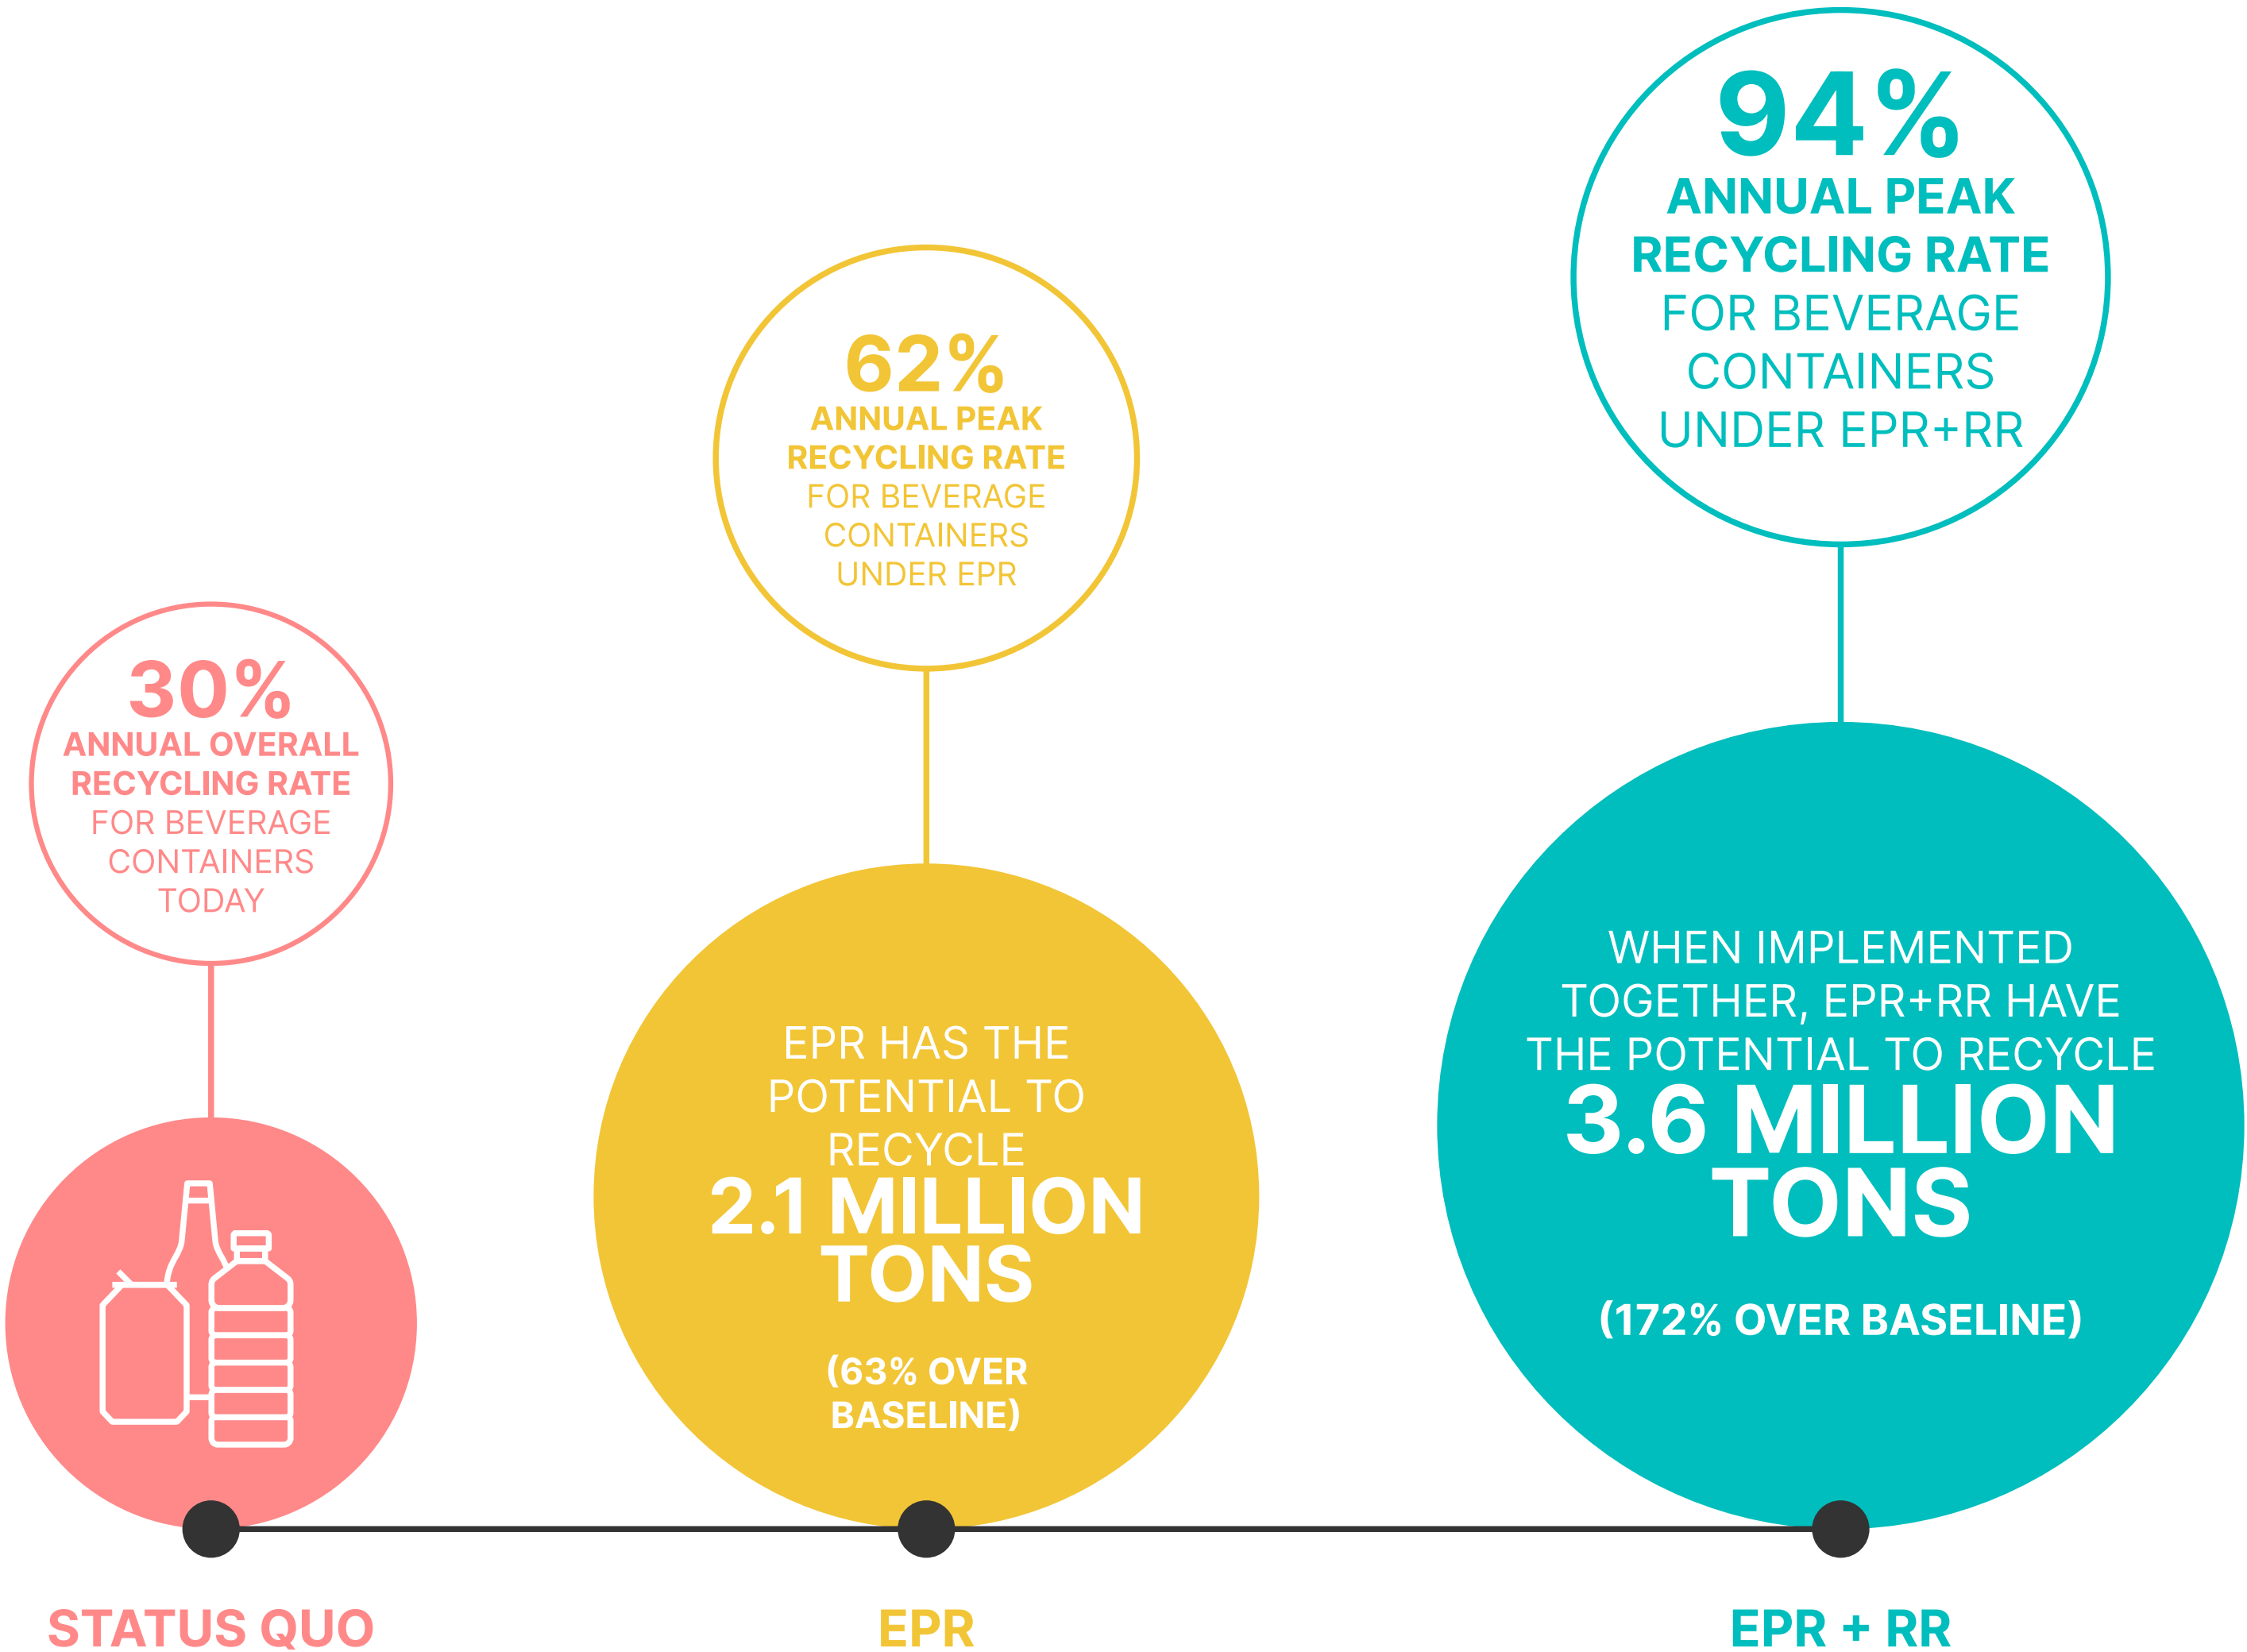 30%
ANNUAL OVERALL
RECYCLING RATE
FOR BEVERAGE
CONTAINERS
TODAY
STATUS QUO
62%
ANNUAL PEAK
RECYCLING RATE
FOR BEVERAGE
CONTAINERS
UNDER EPR
EPR HAS THE
POTENTIAL TO
RECYCLE
2.1 MILLION
TONS
(63% OVER
BASELINE)
EPR
94%
ANNUAL PEAK
RECYCLING RATE
FOR BEVERAGE
CONTAINERS
UNDER EPR+RR
WHEN IMPLEMENTED
TOGETHER, EPR+RR HAVE
THE POTENTIAL TO RECYCLE
3.6 MILLION
TONS
(172% OVER BASELINE)
EPR + RR